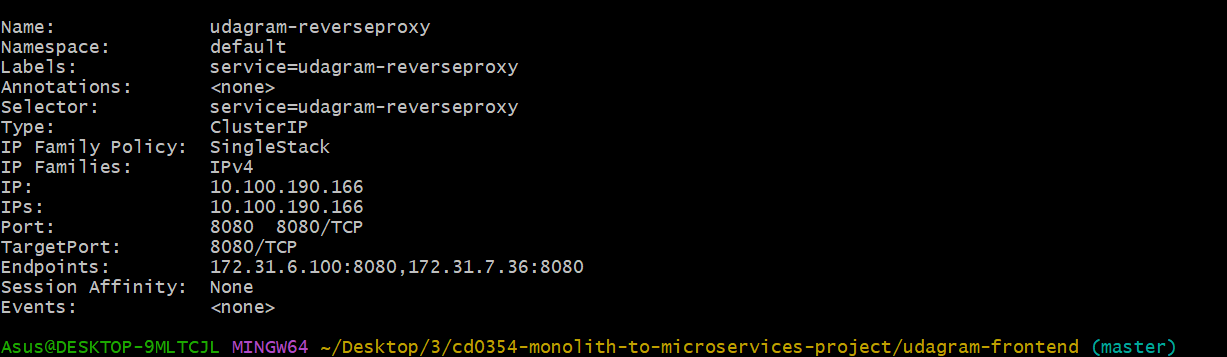 Name:              udagram-reverseproxy
Namespace:         default
Labels:            service=udagram-reverseproxy
Annotations:       <none>
Selector:          service=udagram-reverseproxy
Type:              ClusterIP
IP Family Policy:  SingleStack
IP Families:       IPv4
IP:                10.100.190.166
IPs:               10.100.190.166
Port:              8080  8080/TCP
TargetPort:        8080/TCP
Endpoints:         172.31.6.100:8080,172.31.7.36:8080
Session Affinity:  None
Events:            <none>
Asus@DESKTOP-9MLTCJL MINGW64 ~/Desktop/3/cd0354-monolith-to-microservices-project/udagram-frontend (master)